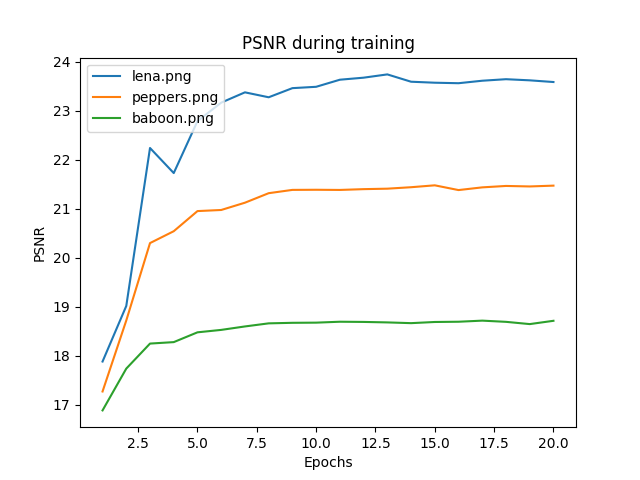 PSNR during training
lena.png
peppers.png
baboon.png
24
23
22
21
20
19
18
17
PSNR
2.5 5.0 7.5 10.0 12.5 15.0 17.5 20.0
Epochs